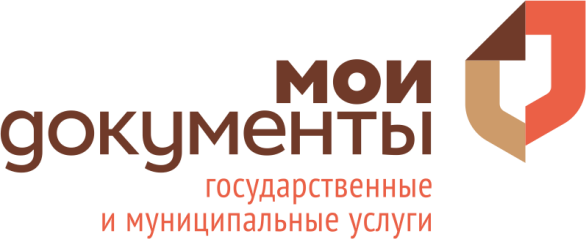 мои
документы
государственные
и муниципальные услуги